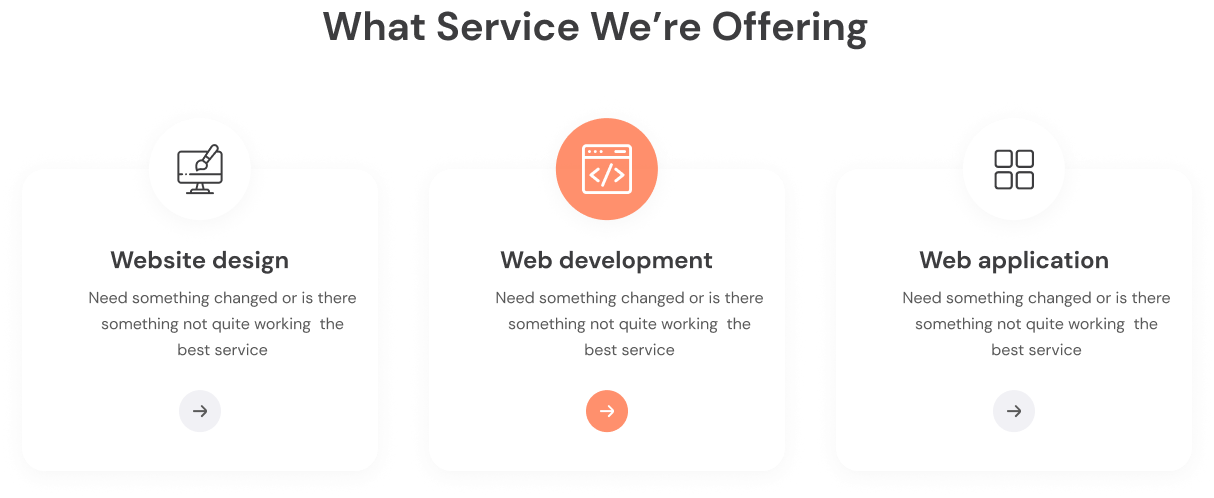 What Service We’re Offering
Website design
Need something changed or is there
something not quite working  the
best service
Web development
Need something changed or is there
something not quite working  the
best service
Web application
Need something changed or is there
something not quite working  the
best service